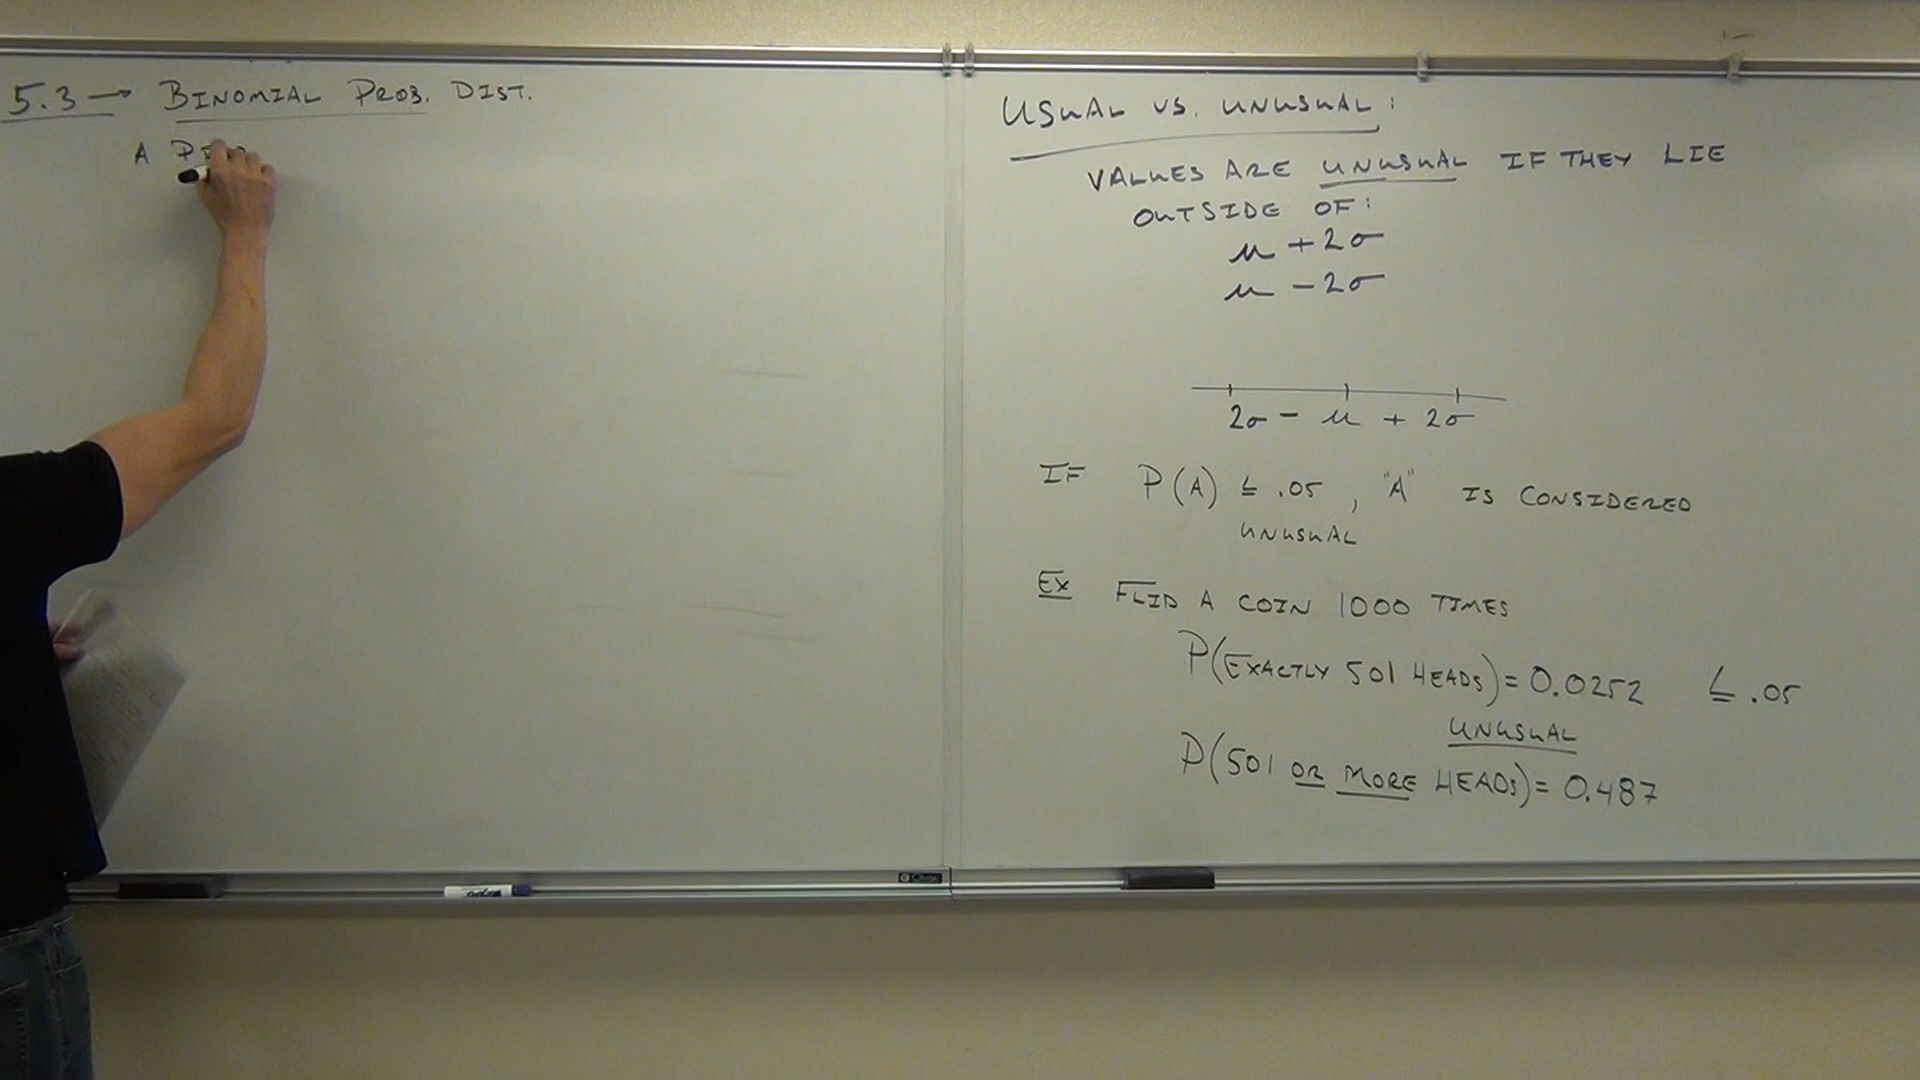 5.3 → BINOMIAL PROB. DIST.
A
USUAL VS. UNUSUAL:
VALUES ARE UNUSUAL IF THEY LIE
OUTSIDE OF:
μ + 2σ
μ - 2σ
2σ - μ + 2σ
IF P(A) ≤ .05, "A" IS CONSIDERED
UNUSUAL
EX FLIP A COIN 1000 TIMES
P(EXACTLY 501 HEADS) = 0.0252 ≤ .05
UNUSUAL
P(501 OR MORE HEADS) = 0.487